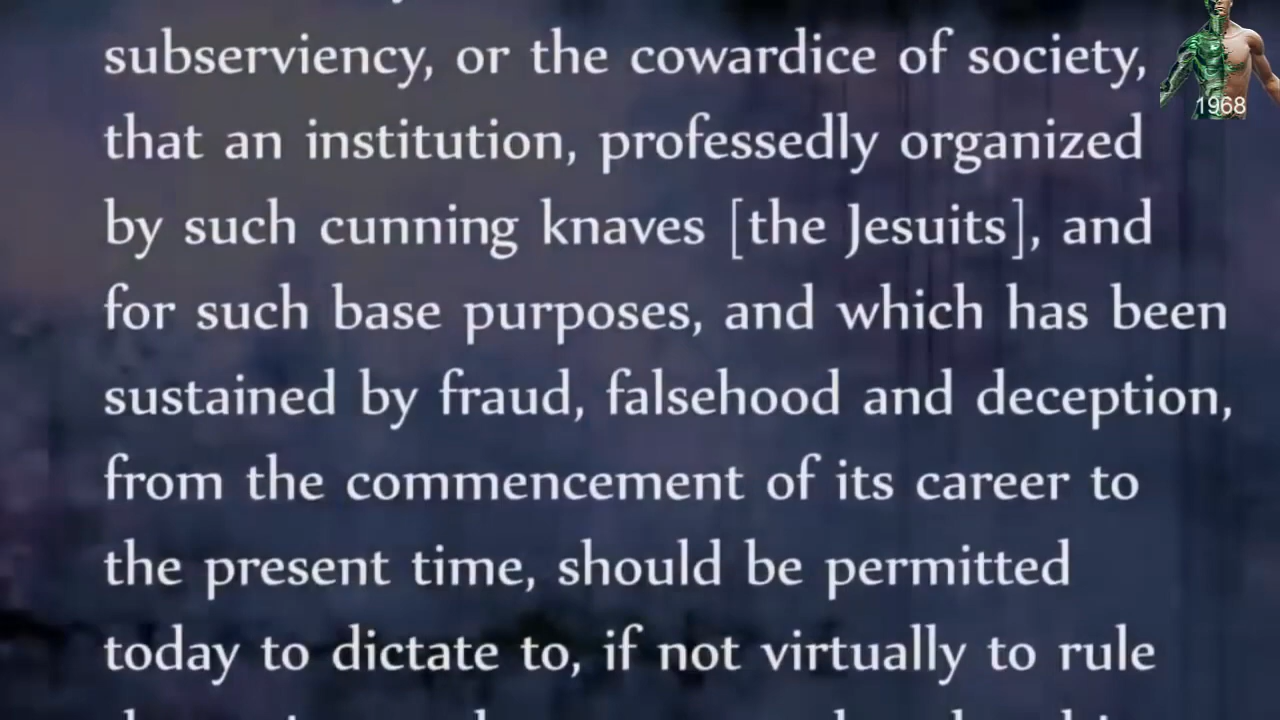 subserviency, or the cowardice of society,
that an institution, professedly organized
by such cunning knaves [the Jesuits], and
for such base purposes, and which has been
sustained by fraud, falsehood and deception,
from the commencement of its career to
the present time, should be permitted
today to dictate to, if not virtually to rule
1968